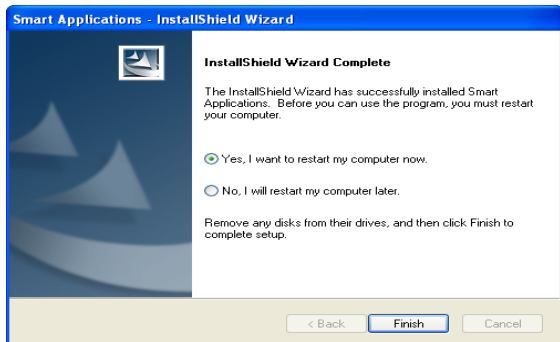 Smart Applications - InstallShield Wizard
InstallShield Wizard Complete
The InstallShield Wizard has successfully installed Smart
Applications. Before you can use the program, you must restart
your computer.
Yes, I want to restart my computer now.
No, I will restart my computer later.
Remove any disks from their drives, and then click Finish to
complete setup.
< Back Finish Cancel